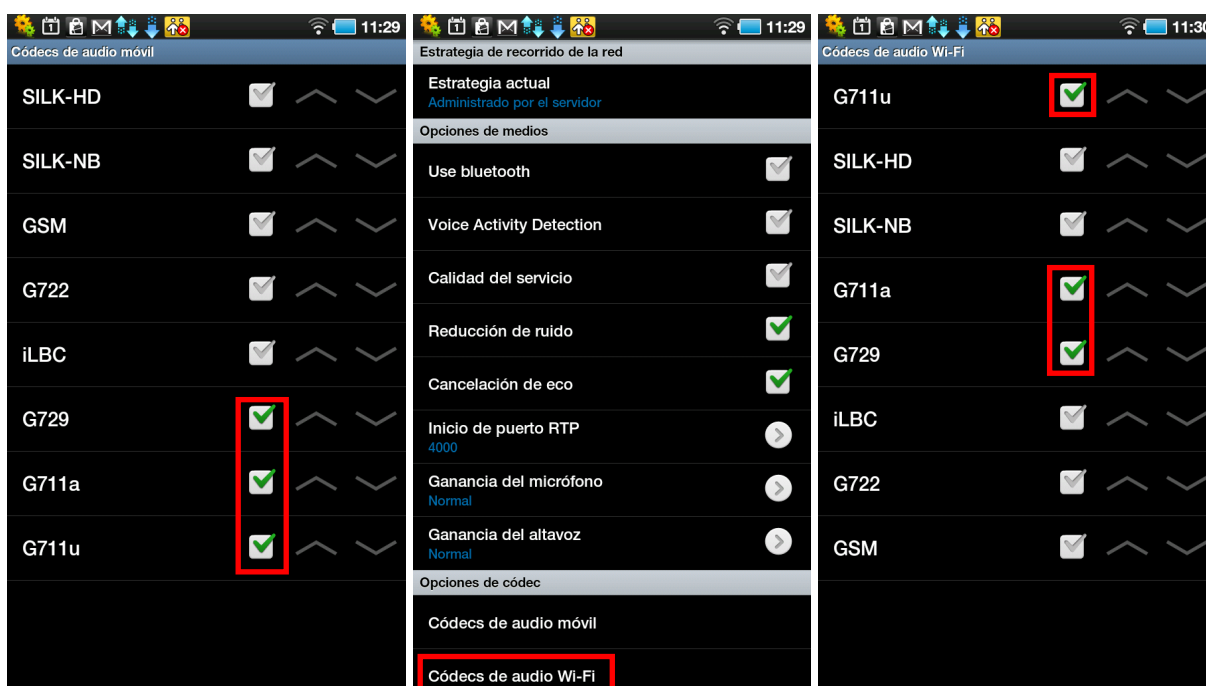 11:29
Códecs de audio móvil
SILK-HD
SILK-NB
GSM
G722
iLBC
G729
G711a
G711u
11:29
Estrategia de recorrido de la red
Estrategia actual
Administrado por el servidor
Opciones de medios
Use bluetooth
Voice Activity Detection
Calidad del servicio
Reducción de ruido
Cancelación de eco
Inicio de puerto RTP
4000
Ganancia del micrófono
Normal
Ganancia del altavoz
Normal
Opciones de códec
Códecs de audio móvil
Códecs de audio Wi-Fi
11:30
Códecs de audio Wi-Fi
G711u
SILK-HD
SILK-NB
G711a
G729
iLBC
G722
GSM